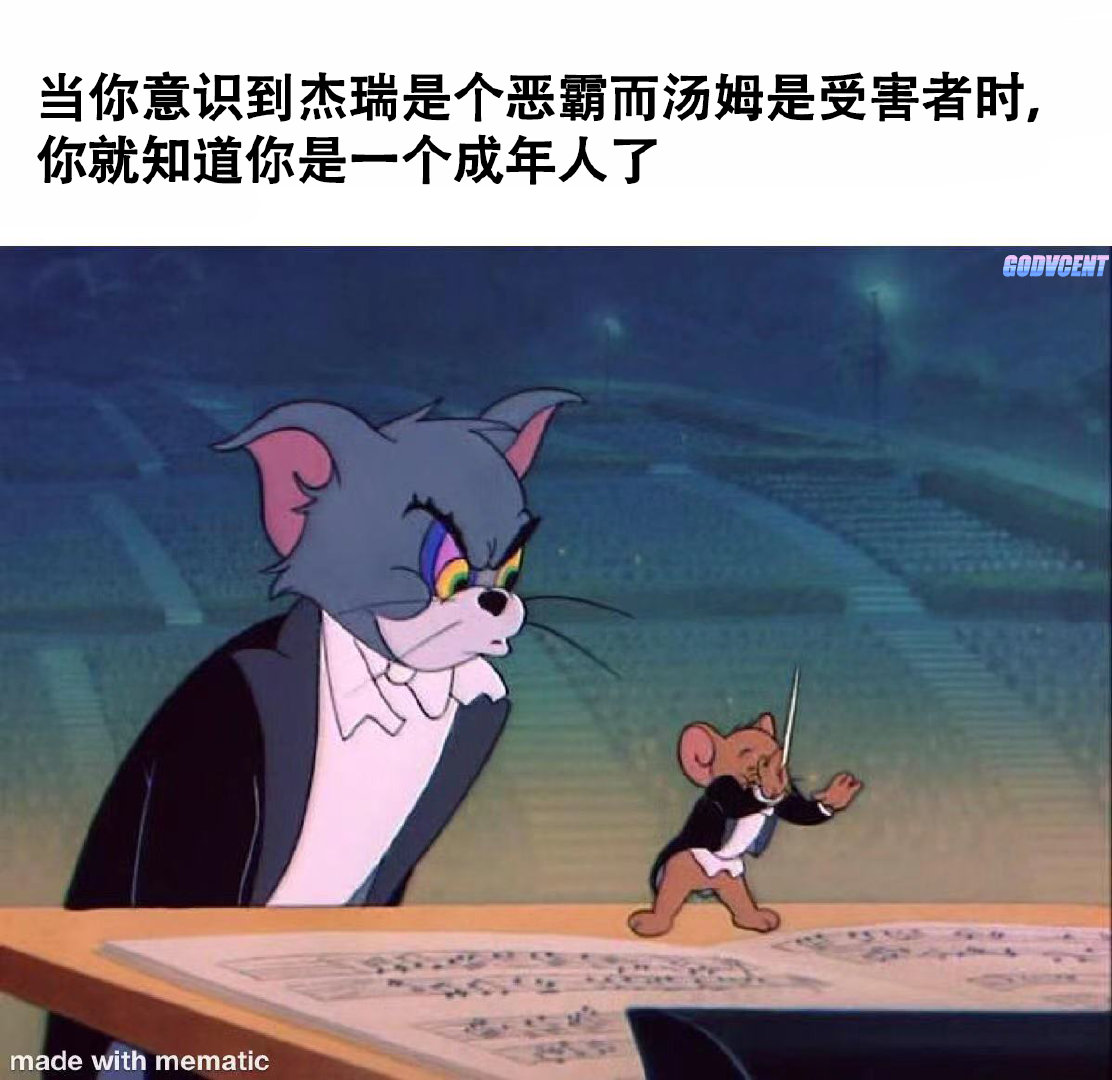 当你意识到杰瑞是个恶霸而汤姆是受害者时,
你就知道你是一个成年人了
GODVCENT
made with mematic